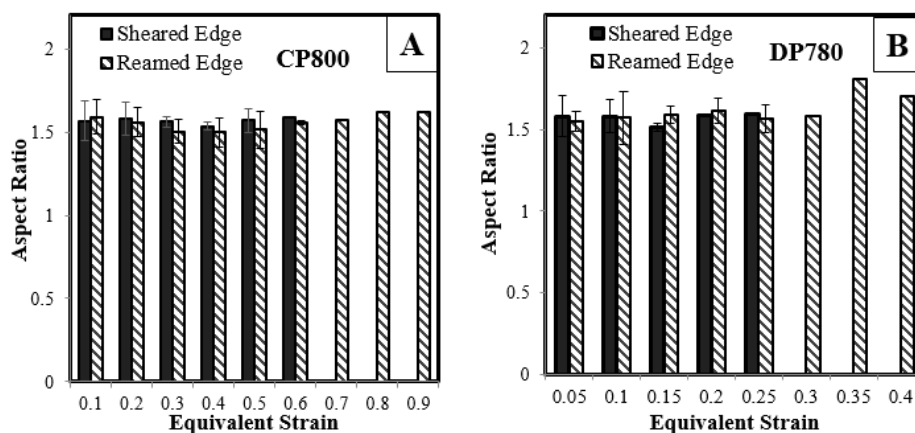 Sheared Edge
Reamed Edge
CP800
A
2
1.5
1
0.5
0
Aspect Ratio
0.1 0.2 0.3 0.4 0.5 0.6 0.7 0.8 0.9
Equivalent Strain
Sheared Edge
Reamed Edge
DP780
B
2
1.5
1
0.5
0
Aspect Ratio
0.05 0.1 0.15 0.2 0.25 0.3 0.35 0.4
Equivalent Strain